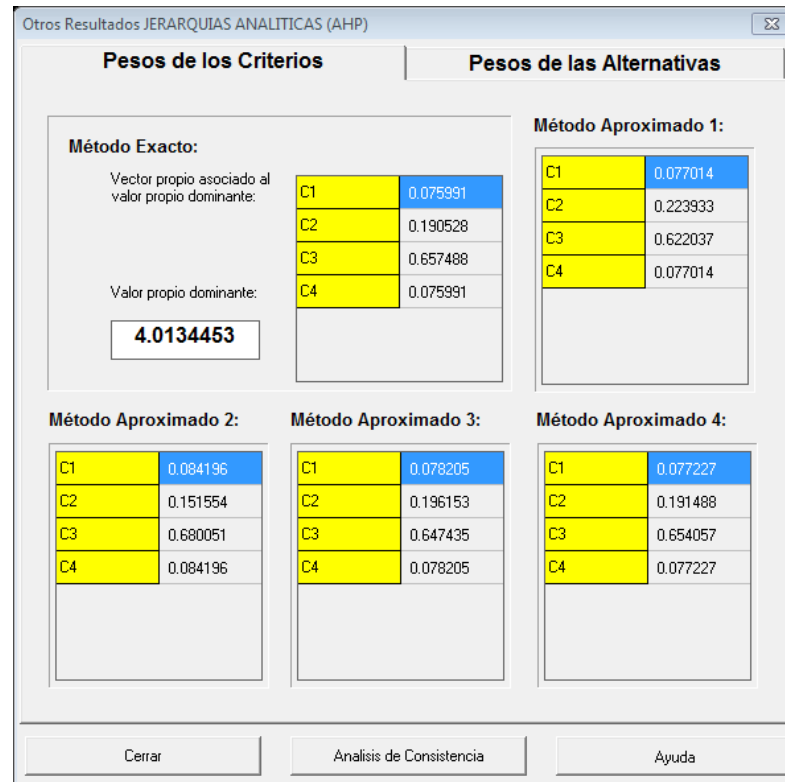 Otros Resultados JERARQUIAS ANALITICAS (AHP)
Pesos de los Criterios
Pesos de las Alternativas
Método Exacto:
Vector propio asociado al
valor propio dominante:
C1 0.075991
C2 0.190528
C3 0.657488
C4 0.075991
Valor propio dominante:
4.0134453
Método Aproximado 1:
C1 0.077014
C2 0.223933
C3 0.622037
C4 0.077014
Método Aproximado 2:
C1 0.084196
C2 0.151554
C3 0.680051
C4 0.084196
Método Aproximado 3:
C1 0.078205
C2 0.196153
C3 0.647435
C4 0.078205
Método Aproximado 4:
C1 0.077227
C2 0.191488
C3 0.654057
C4 0.077227
Cerrar
Analisis de Consistencia
Ayuda